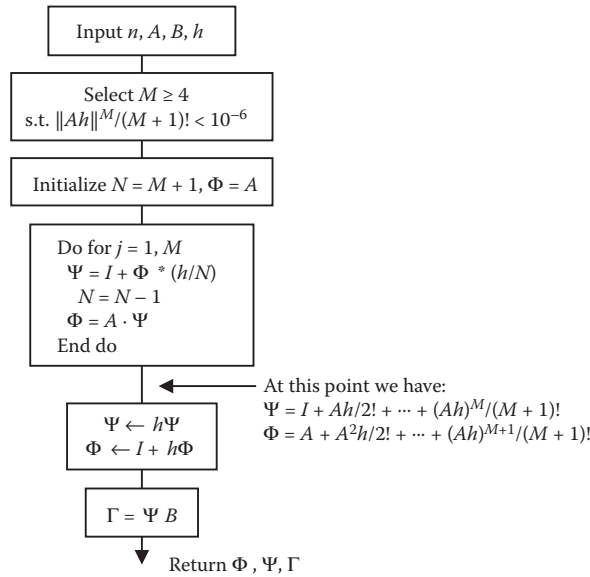 Input n, A, B, h
Select M ≥ 4
s.t. ‖Ah‖^M/(M + 1)! < 10^−6
Initialize N = M + 1, Φ = A
Do for j = 1, M
Ψ = I + Φ * (h/N)
N = N − 1
Φ = A · Ψ
End do
At this point we have:
Ψ = I + Ah/2! + ··· + (Ah)^M/(M + 1)!
Φ = A + A^2h/2! + ··· + (Ah)^M+1/(M + 1)!
Ψ ← hΨ
Φ ← I + hΦ
Γ = Ψ B
Return Φ , Ψ, Γ